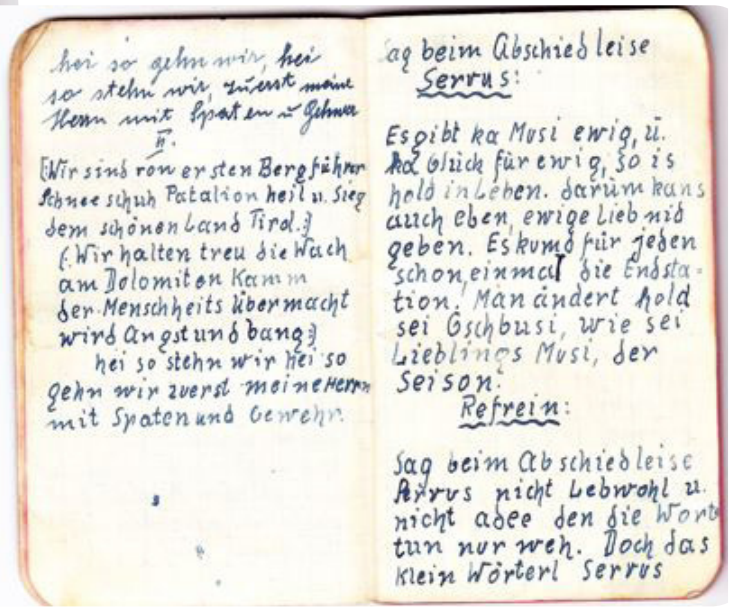 hei so gehn wir, hei
so stehn wir, zuerst meine
Herrn mit Spaten u Gehwer
II.
[:Wir sind von ersten Bergführer
Schnee schuh Patalion heil u. Sieg
dem schönen Land Tirol.:]
(:Wir halten treu die Wach
am Dolomiten Kamm
der Menschheits übermacht
wird Angst und bang:)
hei so stehn wir hei so
gehn wir zuerst meine Herrn
mit Spaten und Gewehr.
Sag beim Abschied leise
Servus:
Es gibt ka Musi ewig, u.
ka Glück für ewig, so is
hold in Leben. darum kans
auch eben, ewige Lieb nid
geben. Es kumd für jeden
schon, einmal die Endsta-
tion. Man ändert hold
sei Gschbusi, wie sei
Lieblings Musi, der
Seison.
Refrein:
Sag beim Abschied leise
Servus nicht Lebwohl u.
nicht adee den die Worte
tun nur weh. Doch das
Klein Wörterl Servus